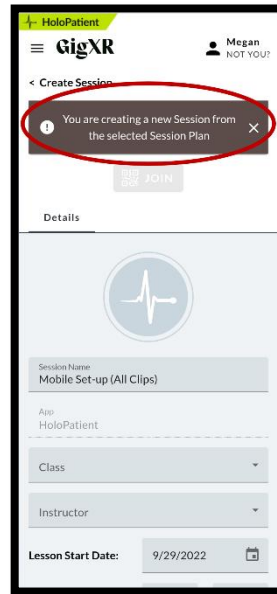 HoloPatient
GigXR
Megan
NOT YOU?
< Create Session
You are creating a new Session from
the selected Session Plan
JOIN
Details
Session Name
Mobile Set-up (All Clips)
App
HoloPatient
Class
Instructor
Lesson Start Date: 9/29/2022